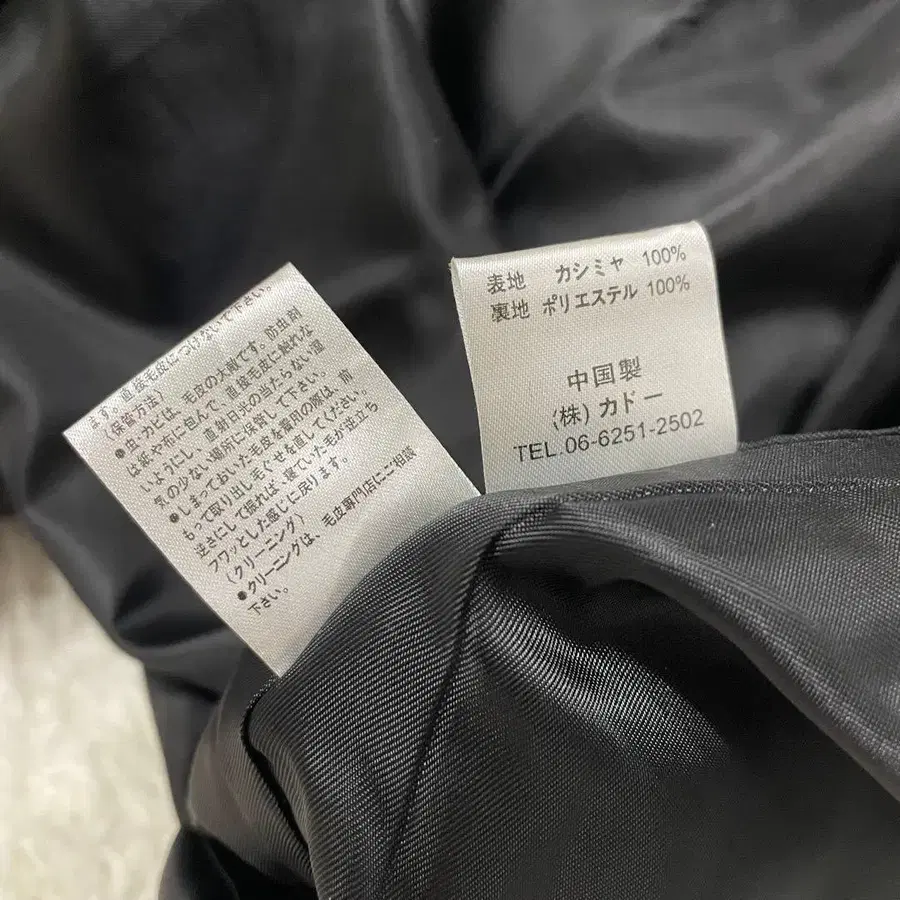 ます。直接毛皮につけないで下さい。
(保管方法)
●虫・カビは、毛皮の大敵です。防虫剤
は紙や布に包んで、直接毛皮に触れな
いようにし、直射日光の当たらない湿
気の少ない場所に保管して下さい。
●しまっておいた毛皮を着用の際は、前
もって取り出し毛ぐせを直してください。
逆さにして振れば、寝ていた毛が逆立ち
フワッとした感じに戻ります。
(クリーニング)
●クリーニングは、毛皮専門店にご相談
下さい。
表地 カシミヤ 100%
裏地 ポリエステル 100%
中国製
(株) カドー
TEL.06-6251-2502